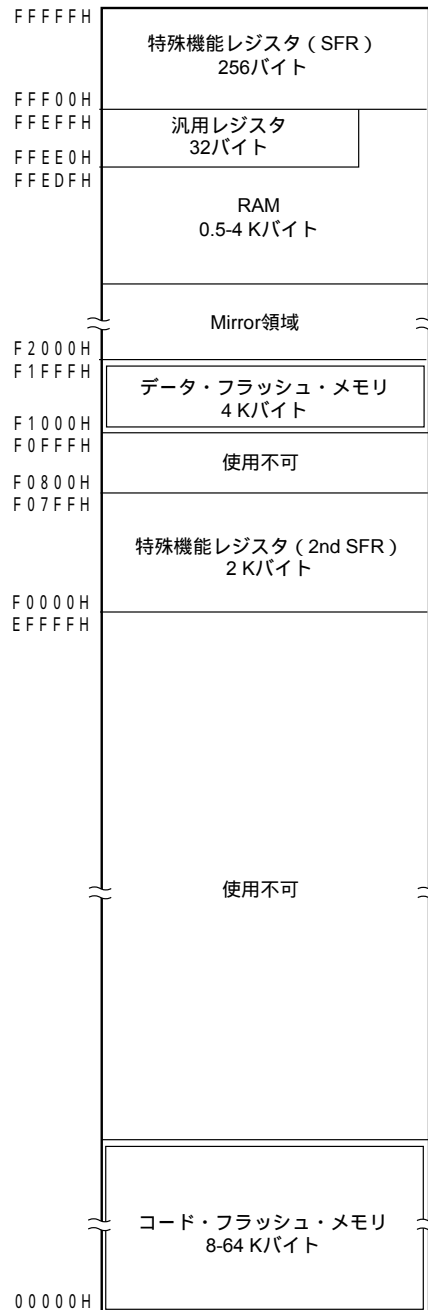 FFFFFH
特殊機能レジスタ（SFR）
256バイト
FFF00H
FFEFFH
汎用レジスタ
32バイト
FFEE0H
FFEDFH
RAM
0.5-4 Kバイト
Mirror領域
F2000H
F1FFFH
データ・フラッシュ・メモリ
4 Kバイト
F1000H
F0FFFH
使用不可
F0800H
F07FFH
特殊機能レジスタ（2nd SFR）
2 Kバイト
F0000H
EFFFFH
使用不可
コード・フラッシュ・メモリ
8-64 Kバイト
00000H